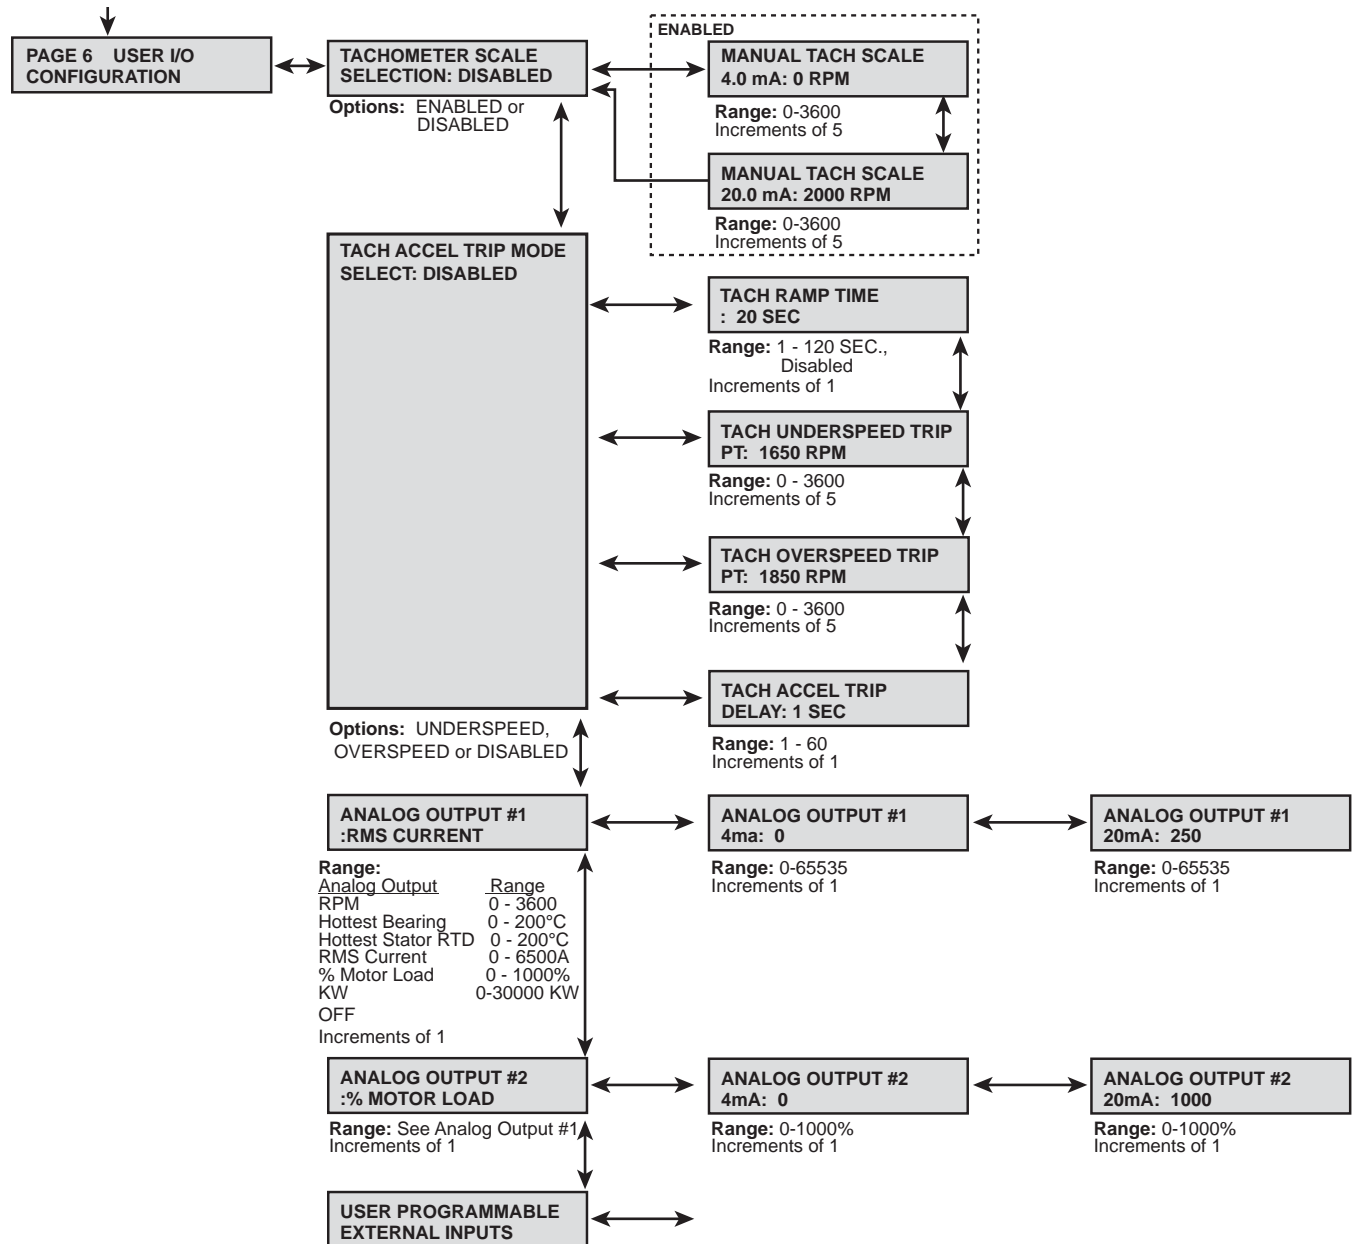 PAGE 6 USER I/O
CONFIGURATION
TACHOMETER SCALE
SELECTION: DISABLED
Options: ENABLED or
DISABLED
ENABLED
MANUAL TACH SCALE
4.0 mA: 0 RPM
Range: 0-3600
Increments of 5
MANUAL TACH SCALE
20.0 mA: 2000 RPM
Range: 0-3600
Increments of 5
TACH ACCEL TRIP MODE
SELECT: DISABLED
TACH RAMP TIME
: 20 SEC
Range: 1 - 120 SEC.,
Disabled
Increments of 1
TACH UNDERSPEED TRIP
PT: 1650 RPM
Range: 0 - 3600
Increments of 5
TACH OVERSPEED TRIP
PT: 1850 RPM
Range: 0 - 3600
Increments of 5
TACH ACCEL TRIP
DELAY: 1 SEC
Range: 1 - 60
Increments of 1
Options: UNDERSPEED,
OVERSPEED or DISABLED
ANALOG OUTPUT #1
:RMS CURRENT
Range:
Analog Output Range
RPM 0 - 3600
Hottest Bearing 0 - 200°C
Hottest Stator RTD 0 - 200°C
RMS Current 0 - 6500A
% Motor Load 0 - 1000%
KW 0-30000 KW
OFF
Increments of 1
ANALOG OUTPUT #1
4ma: 0
Range: 0-65535
Increments of 1
ANALOG OUTPUT #1
20mA: 250
Range: 0-65535
Increments of 1
ANALOG OUTPUT #2
:% MOTOR LOAD
Range: See Analog Output #1
Increments of 1
ANALOG OUTPUT #2
4mA: 0
Range: 0-1000%
Increments of 1
ANALOG OUTPUT #2
20mA: 1000
Range: 0-1000%
Increments of 1
USER PROGRAMMABLE
EXTERNAL INPUTS